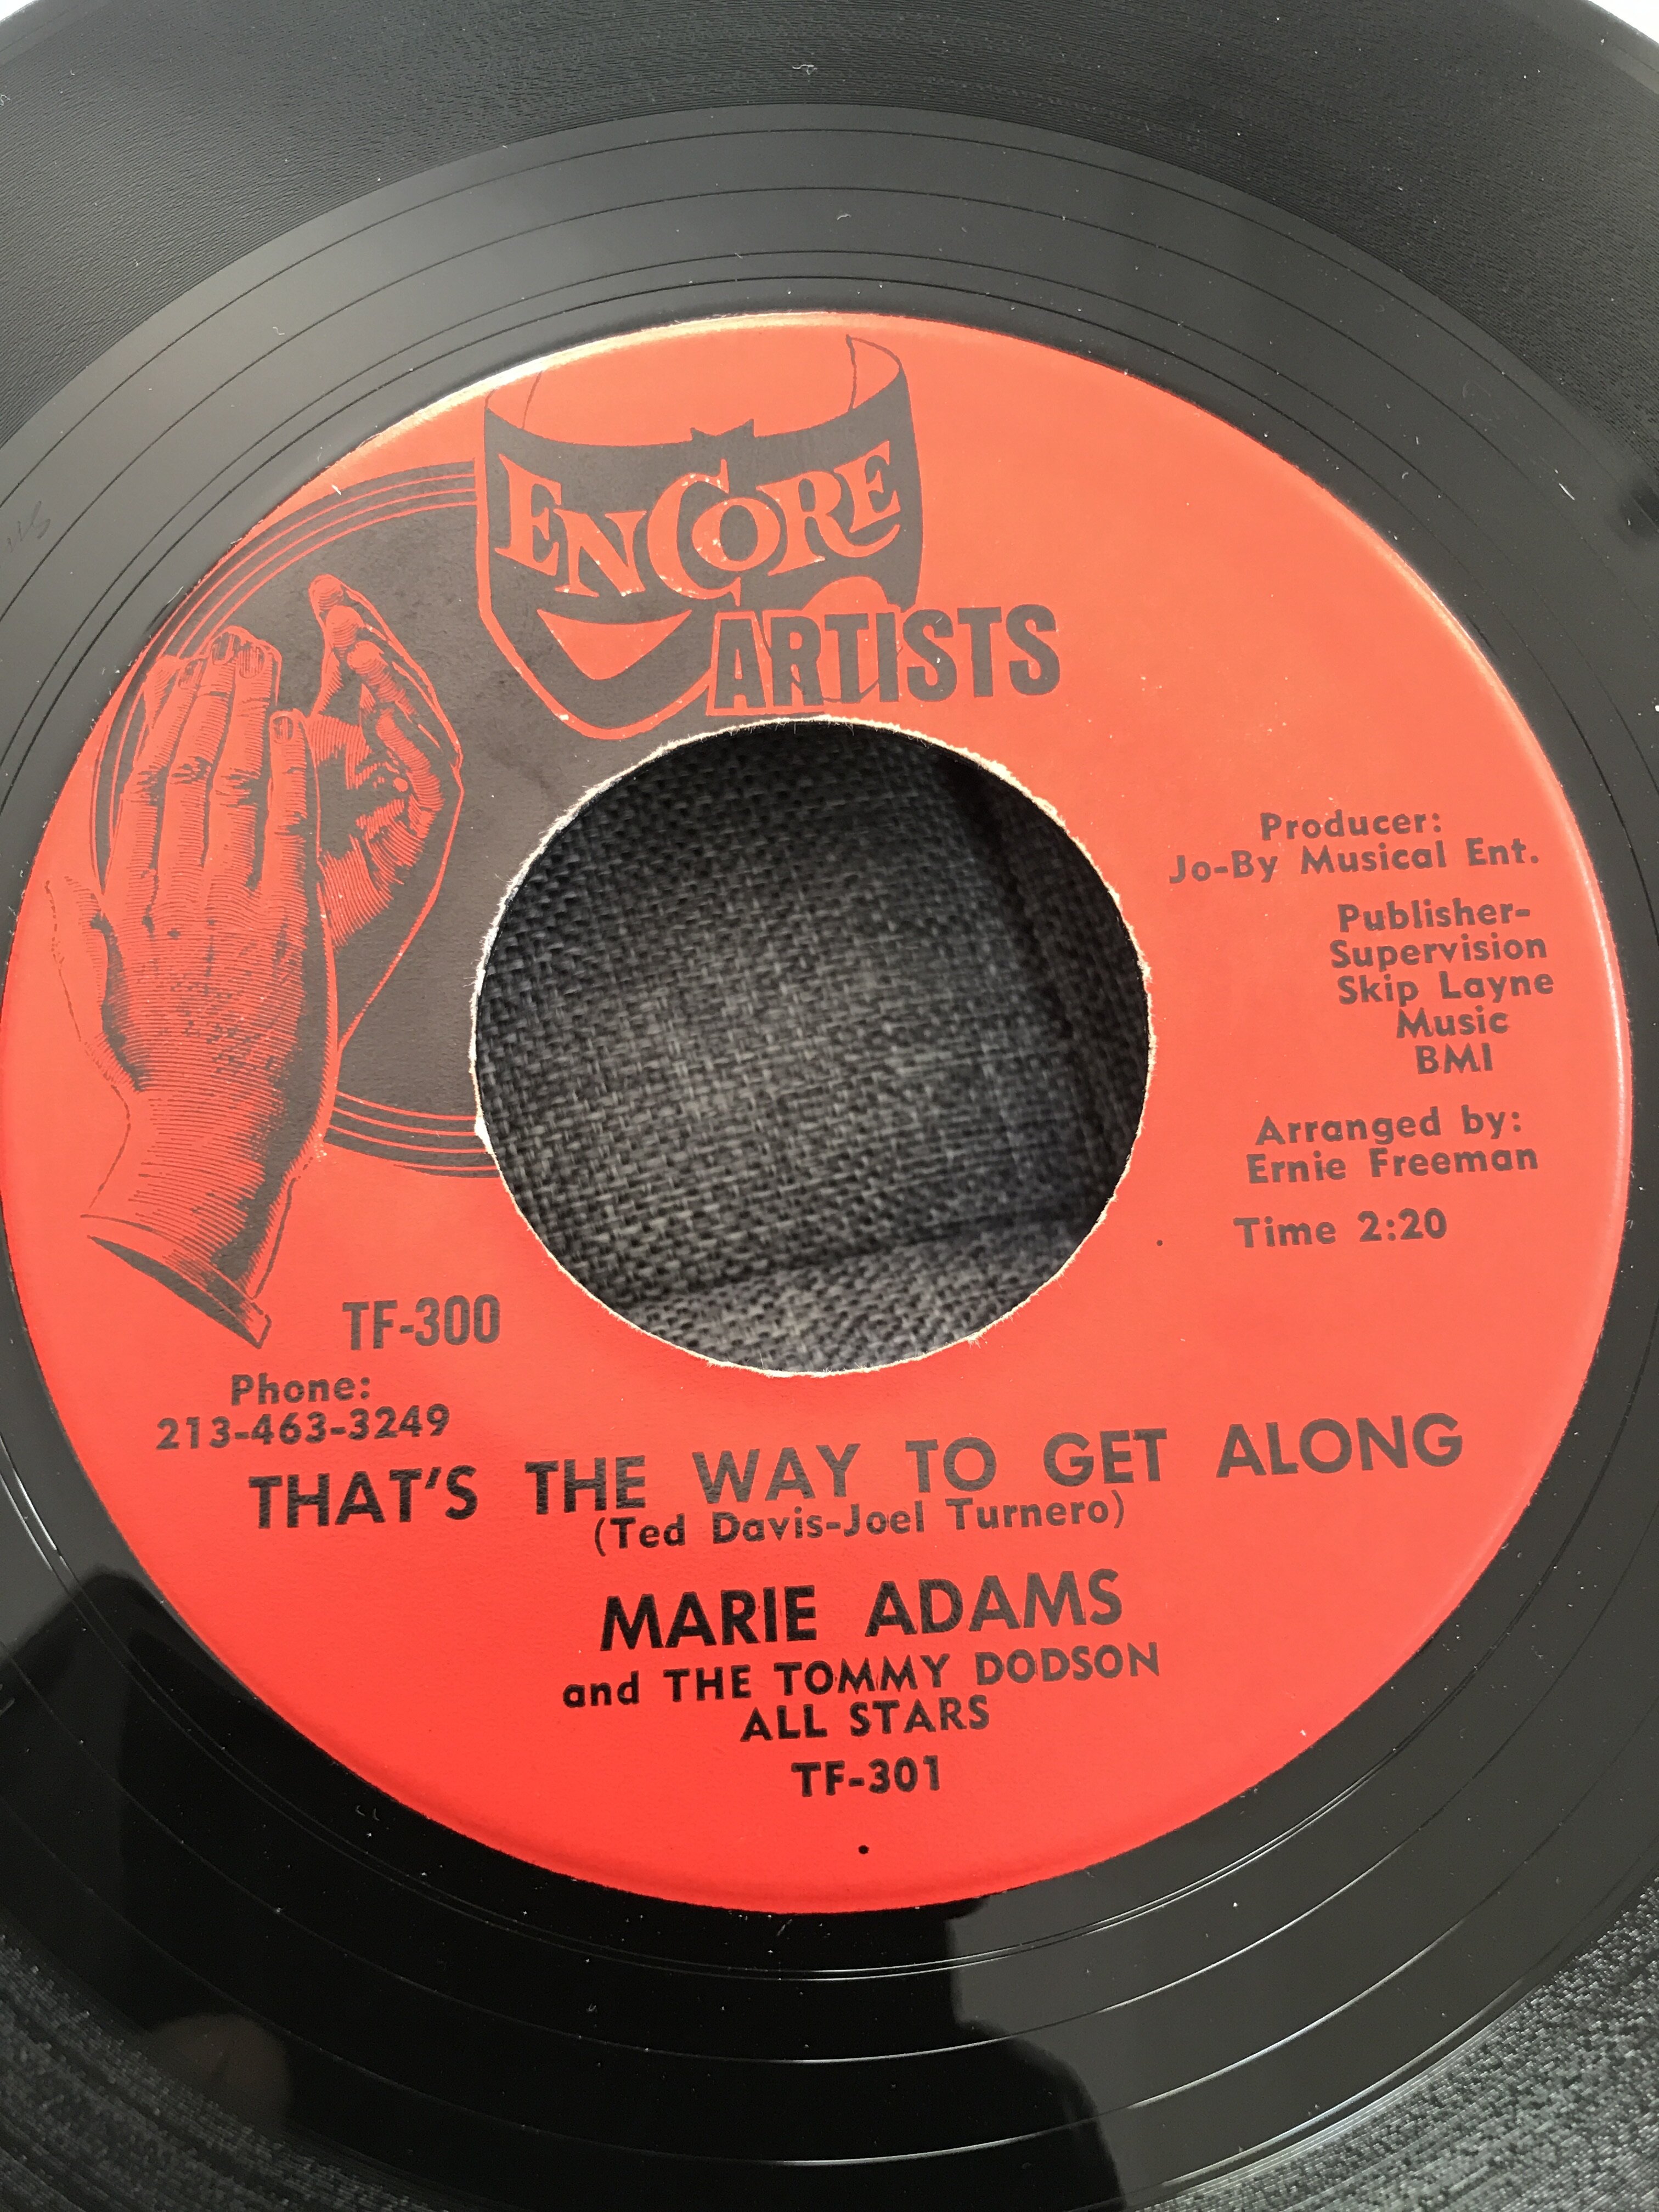 ENCORE
ARTISTS
Producer:
Jo-By Musical Ent.
Publisher-
Supervision
Skip Layne
Music
BMI
Arranged by:
Ernie Freeman
Time 2:20
TF-300
Phone:
213-463-3249
THAT'S THE WAY TO GET ALONG
(Ted Davis-Joel Turnero)
MARIE ADAMS
and THE TOMMY DODSON
ALL STARS
TF-301